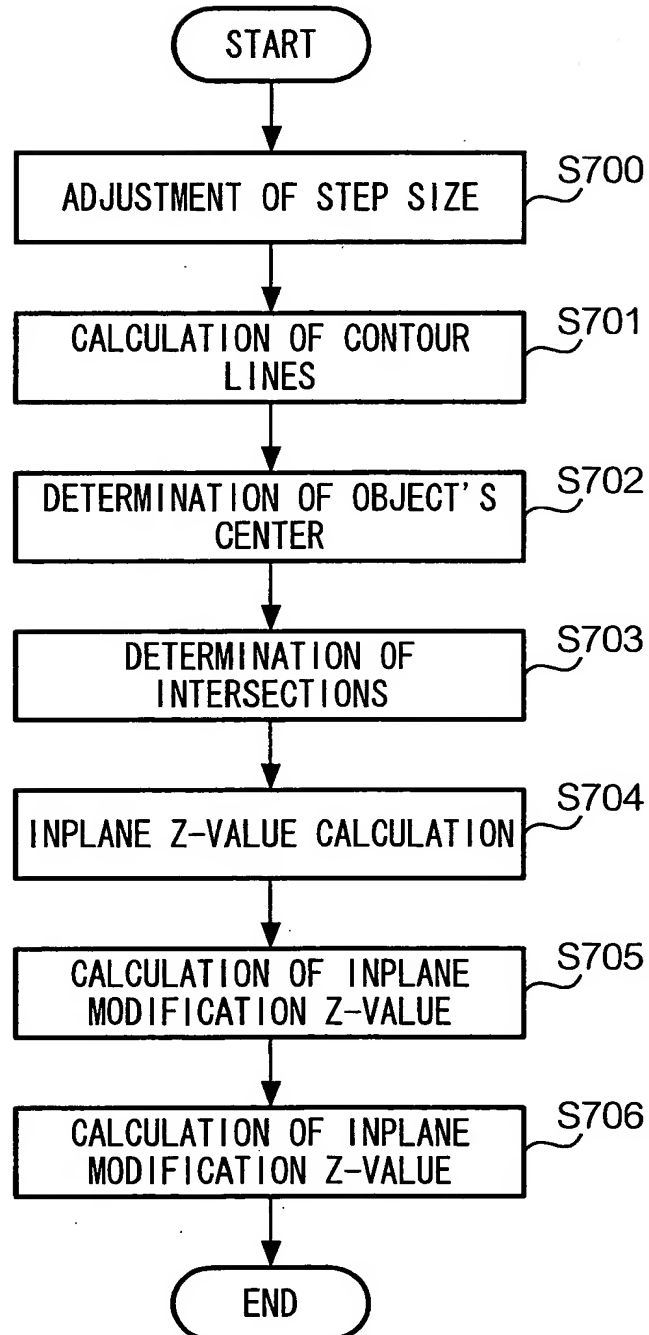 START
ADJUSTMENT OF STEP SIZE
S700
CALCULATION OF CONTOUR
LINES
S701
DETERMINATION OF OBJECT'S
CENTER
S702
DETERMINATION OF
INTERSECTIONS
S703
INPLANE Z-VALUE CALCULATION
S704
CALCULATION OF INPLANE
MODIFICATION Z-VALUE
S705
CALCULATION OF INPLANE
MODIFICATION Z-VALUE
S706
END